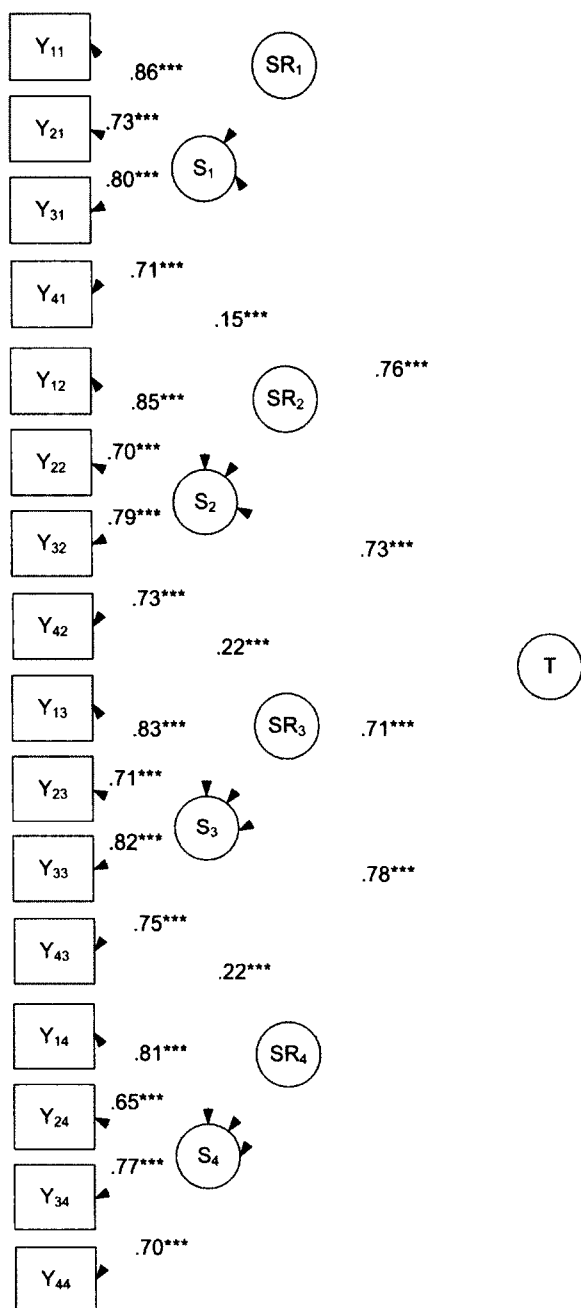 Y11
.86***
SR1
Y21
.73***
S1
Y31
.80***
Y41
.71***
.15***
.76***
Y12
.85***
SR2
Y22
.70***
S2
Y32
.79***
.73***
Y42
.73***
.22***
T
Y13
.83***
SR3
.71***
Y23
.71***
S3
Y33
.82***
.78***
Y43
.75***
.22***
Y14
.81***
SR4
Y24
.65***
S4
Y34
.77***
Y44
.70***